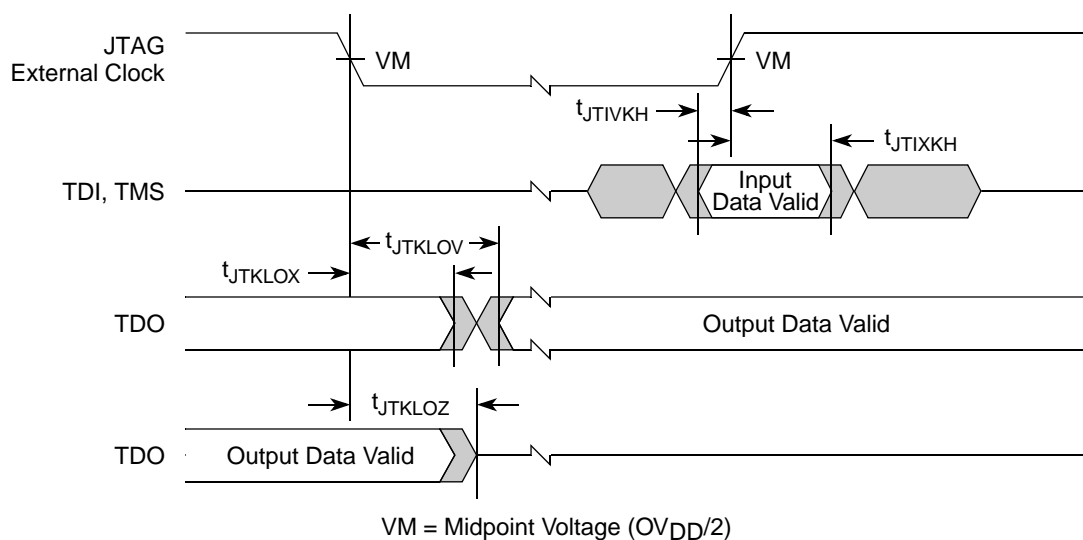 JTAG
External Clock
VM
VM
tJTIVKH
tJTIXKH
TDI, TMS
Input
Data Valid
tJTKLOV
tJTKLOX
TDO
Output Data Valid
tJTKLOZ
TDO
Output Data Valid
VM = Midpoint Voltage (OVDD/2)